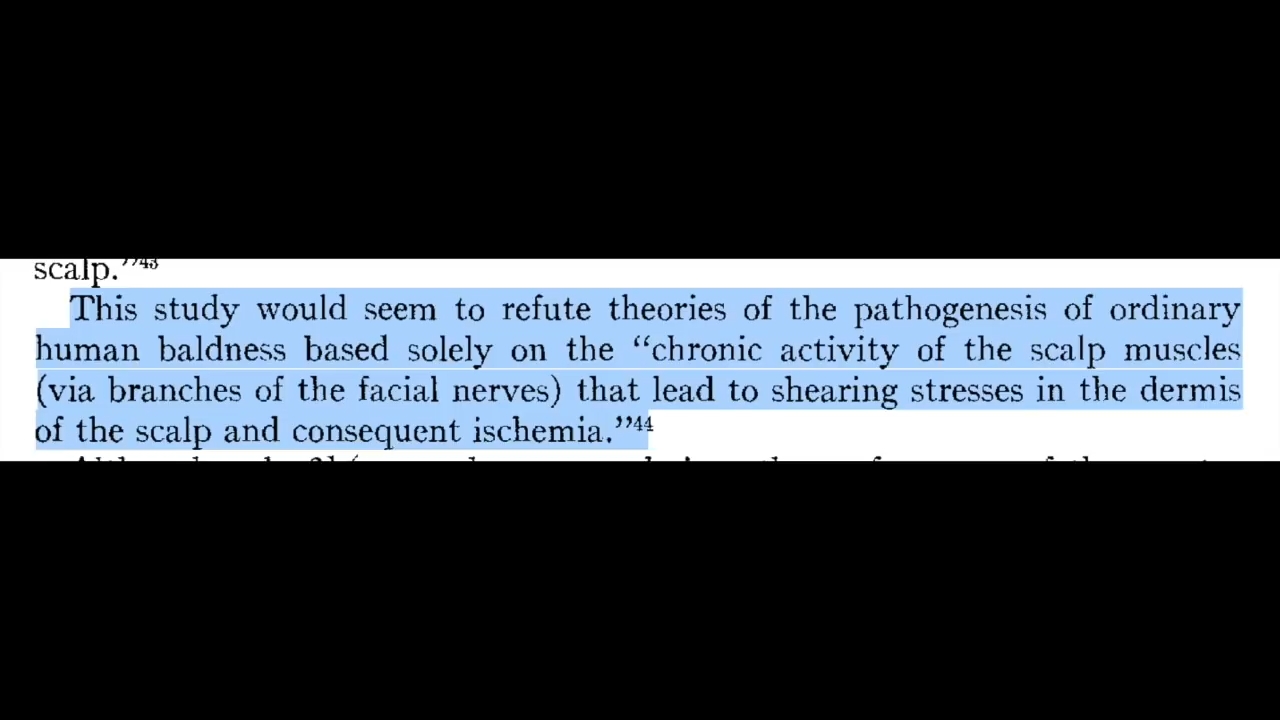 scalp.”43
This study would seem to refute theories of the pathogenesis of ordinary
human baldness based solely on the “chronic activity of the scalp muscles
(via branches of the facial nerves) that lead to shearing stresses in the dermis
of the scalp and consequent ischemia.”44